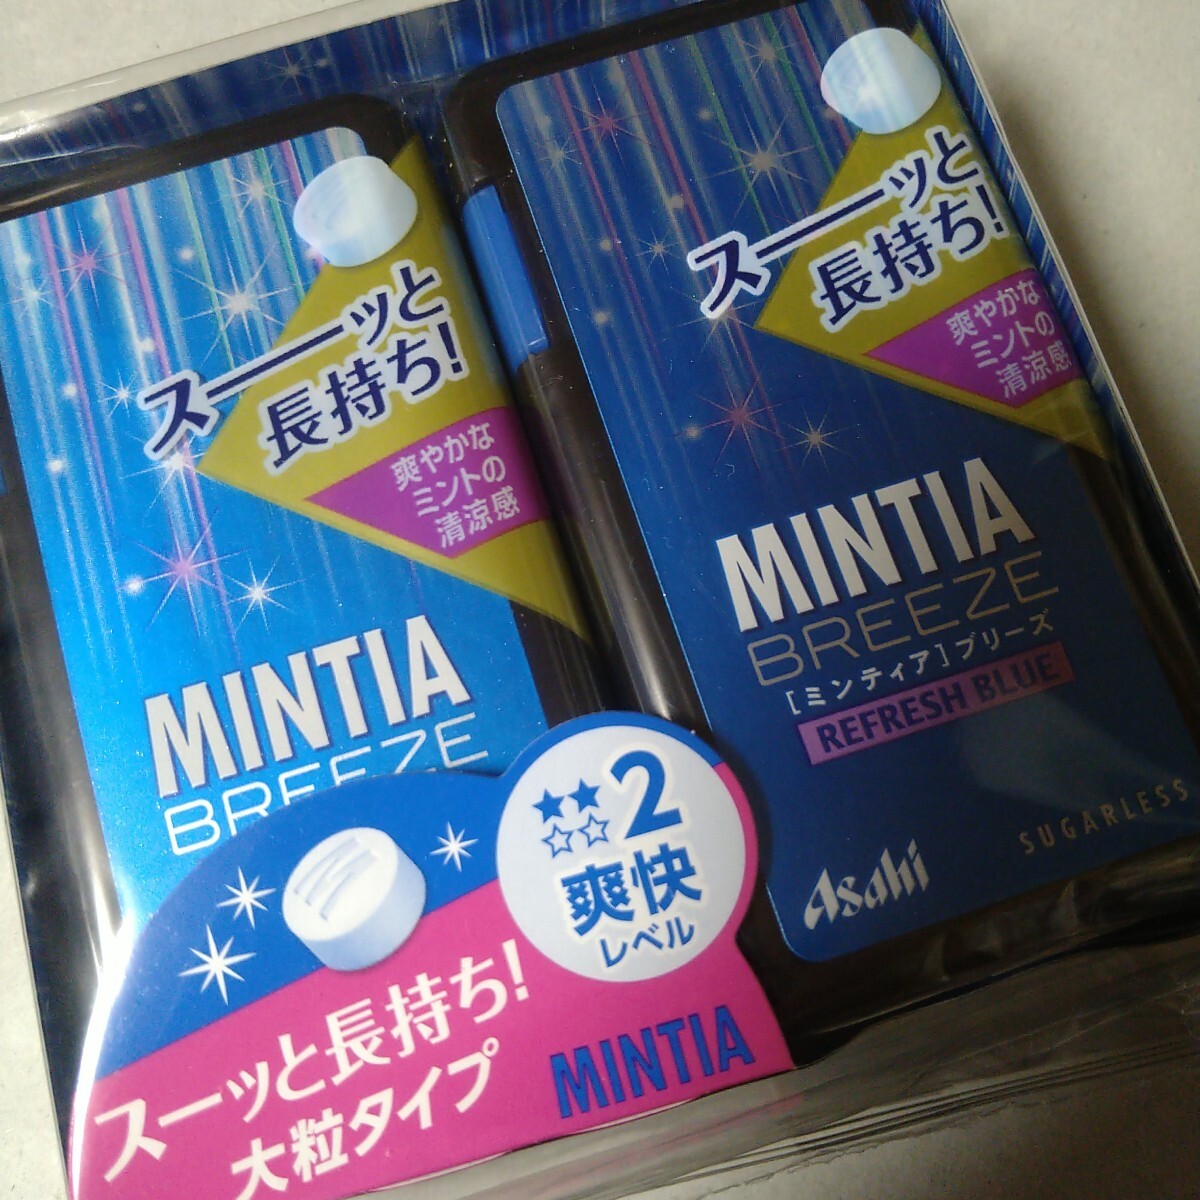 スーッと
長持ち!
爽やかな
ミントの
清涼感
MINTIA
BREEZE
スーッと
長持ち!
爽やかな
ミントの
清涼感
MINTIA
BREEZE
[ミンティア]ブリーズ
REFRESH BLUE
SUGARLESS
Asahi
★★2
☆☆
爽快
レベル
スーッと長持ち!
大粒タイプ
MINTIA